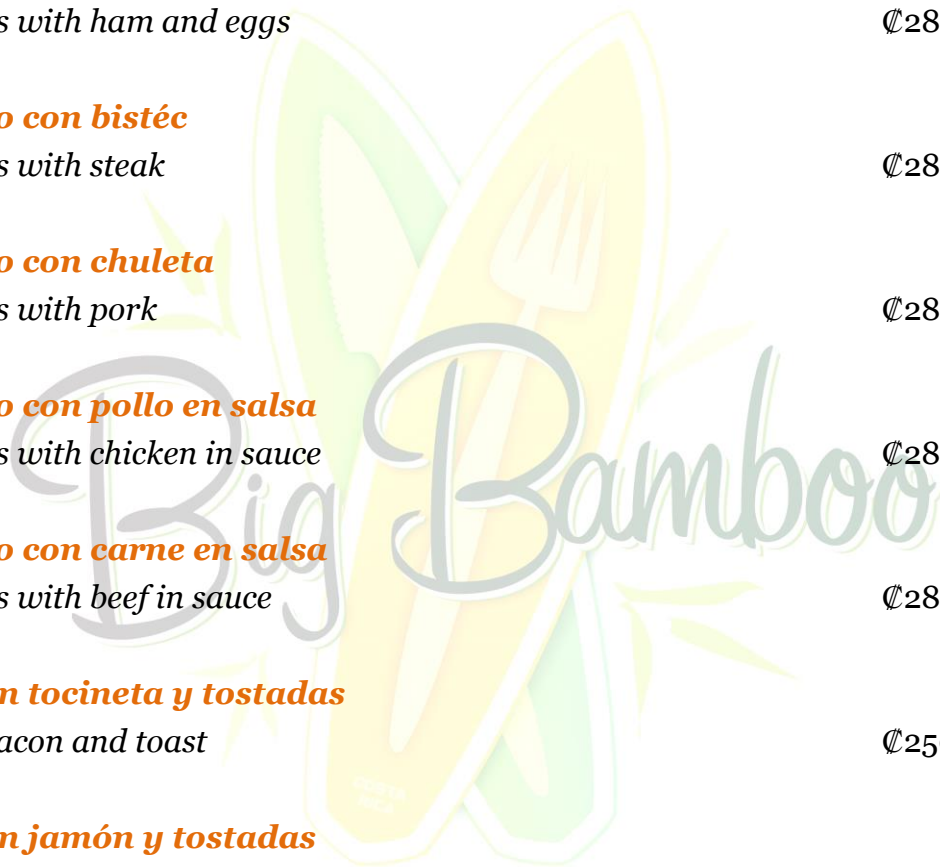 s with ham and eggs ₡28
o con bistéc
s with steak ₡28
o con chuleta
s with pork ₡28
o con pollo en salsa
s with chicken in sauce ₡28
o con carne en salsa
s with beef in sauce ₡28
Big Bamboo
n tocineta y tostadas
acon and toast ₡25
COSTA
RICA
n jamón y tostadas